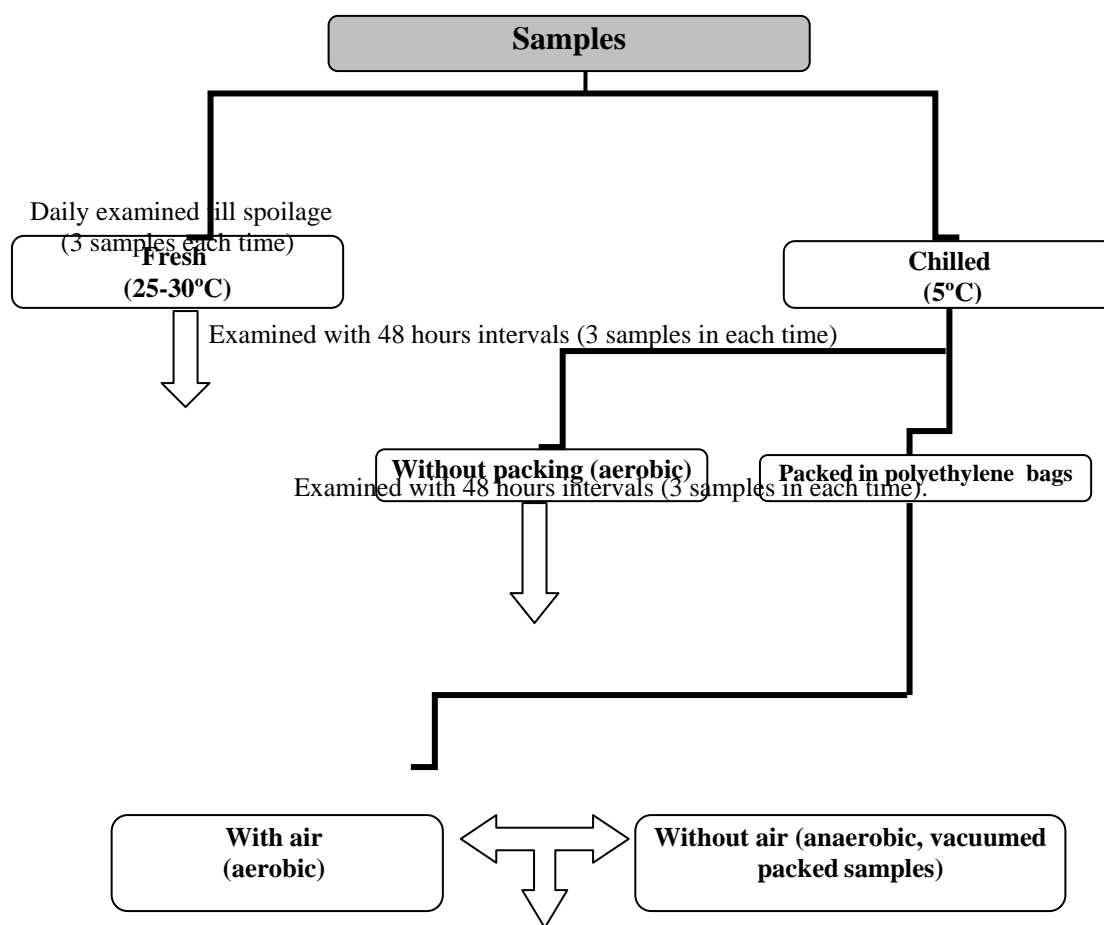 Samples
Daily examined till spoilage
(3 samples each time)
Fresh
(25-30ºC)
Chilled
(5ºC)
Examined with 48 hours intervals (3 samples in each time)
Without packing (aerobic)
Packed in polyethylene bags
Examined with 48 hours intervals (3 samples in each time).
With air
(aerobic)
Without air (anaerobic, vacuumed
packed samples)